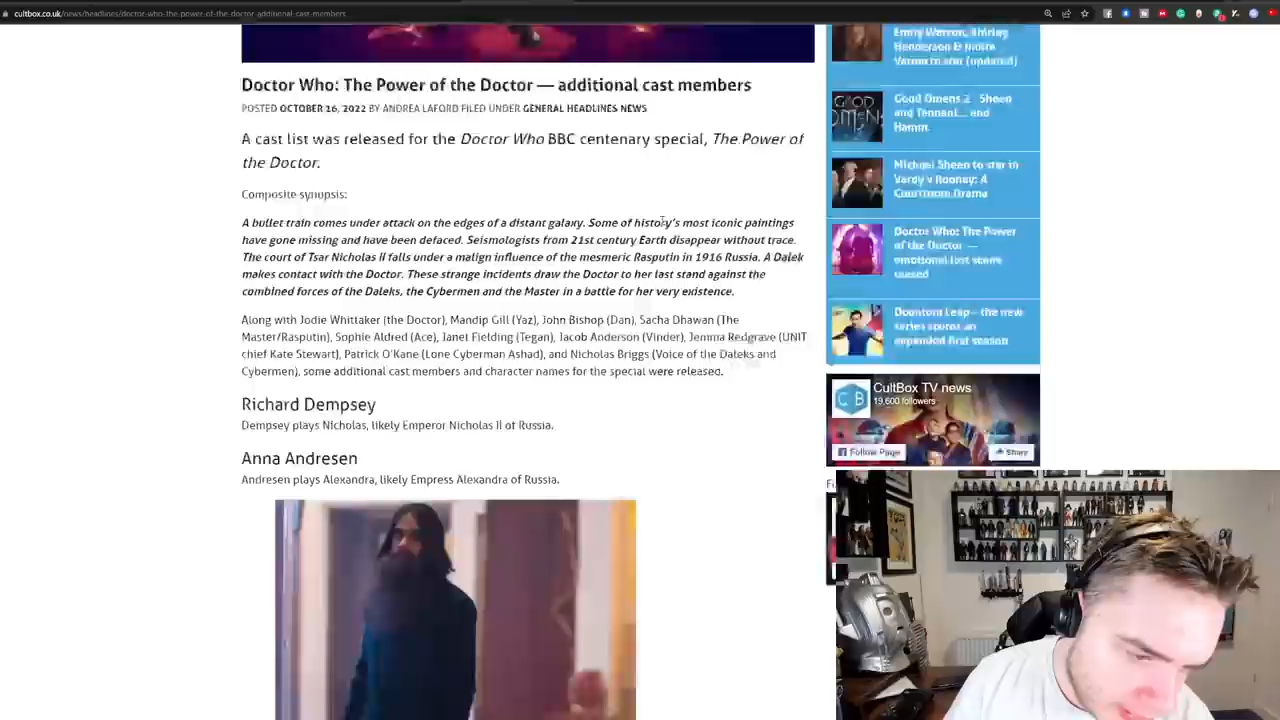 cultbox.co.uk/news/headlines/doctor-who-the-power-of-the-doctor-additional-cast-members
Doctor Who: The Power of the Doctor — additional cast members
POSTED OCTOBER 16, 2022 BY ANDREA LAFORD FILED UNDER GENERAL HEADLINES NEWS
A cast list was released for the Doctor Who BBC centenary special, The Power of
the Doctor.
Composite synopsis:
A bullet train comes under attack on the edges of a distant galaxy. Some of history's most iconic paintings
have gone missing and have been defaced. Seismologists from 21st century Earth disappear without trace.
The court of Tsar Nicholas II falls under a malign influence of the mesmeric Rasputin in 1916 Russia. A Dalek
makes contact with the Doctor. These strange incidents draw the Doctor to her last stand against the
combined forces of the Daleks, the Cybermen and the Master in a battle for her very existence.
Along with Jodie Whittaker (the Doctor), Mandip Gill (Yaz), John Bishop (Dan), Sacha Dhawan (The
Master/Rasputin), Sophie Aldred (Ace), Janet Fielding (Tegan), Jacob Anderson (Vinder), Jemma Redgrave (UNIT
chief Kate Stewart), Patrick O'Kane (Lone Cyberman Ashad), and Nicholas Briggs (Voice of the Daleks and
Cybermen), some additional cast members and character names for the special were released.
Richard Dempsey
Dempsey plays Nicholas, likely Emperor Nicholas II of Russia.
Anna Andresen
Andresen plays Alexandra, likely Empress Alexandra of Russia.
Henderson & more
Good Omens 2
Sheen
and Tennant... and
Hamm
GOOD
OMENS
Michael Sheen to star in
Vardy v Rooney: A
Courtroom Drama
Doctor Who: The Power
of the Doctor —
emotional last scene
teased
Quantum Leap – the new
series scores an
expanded first season
CB
CultBox TV news
19,600 followers
Follow Page
Share